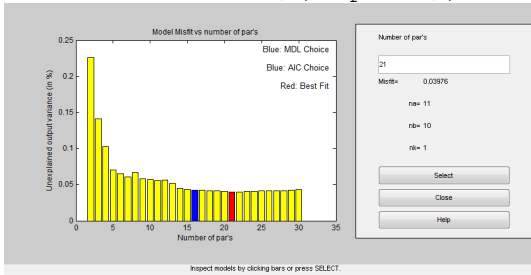 Model Misfit vs number of par's
Blue: MDL Choice
Blue: AIC Choice
Red: Best Fit
Unexplained output variance (in %)
0.25
0.2
0.15
0.1
0.05
0
0 5 10 15 20 25 30 35
Number of par's
Number of par's
21
Misfit= 0.03976
na= 11
nb= 10
nk= 1
Select
Close
Help
Inspect models by clicking bars or press SELECT.